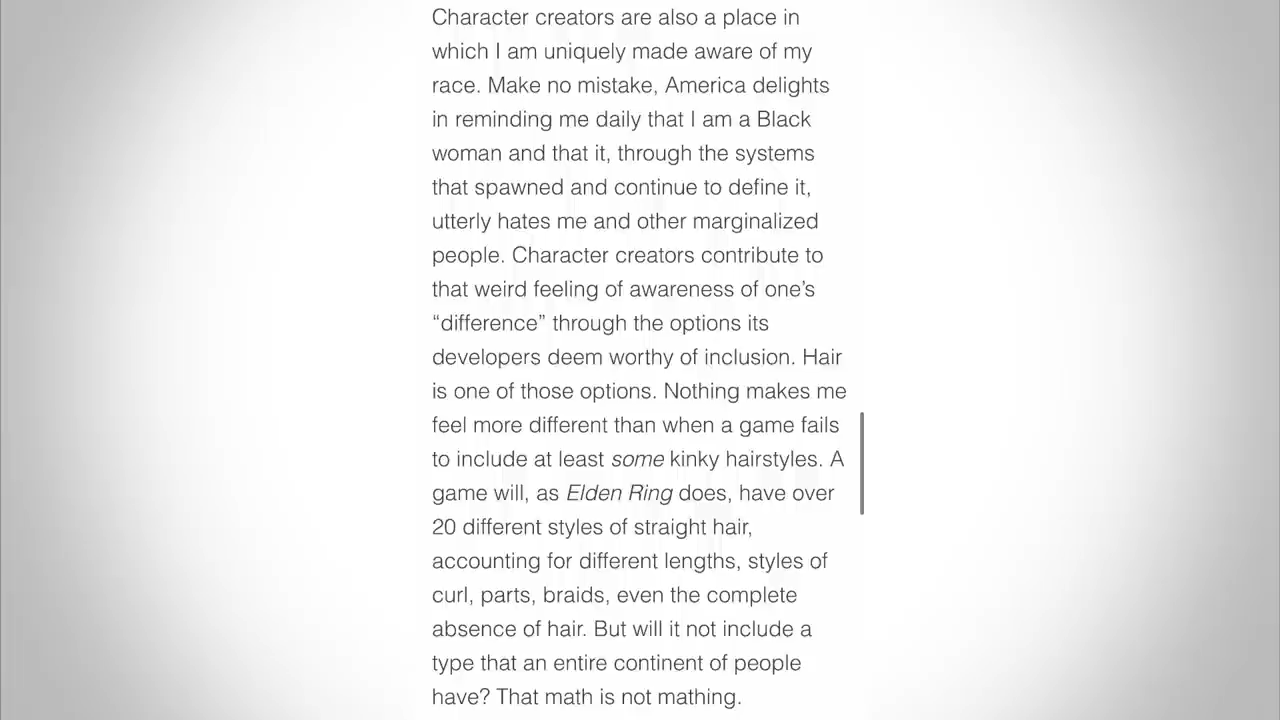 Character creators are also a place in
which I am uniquely made aware of my
race. Make no mistake, America delights
in reminding me daily that I am a Black
woman and that it, through the systems
that spawned and continue to define it,
utterly hates me and other marginalized
people. Character creators contribute to
that weird feeling of awareness of one’s
“difference” through the options its
developers deem worthy of inclusion. Hair
is one of those options. Nothing makes me
feel more different than when a game fails
to include at least some kinky hairstyles. A
game will, as Elden Ring does, have over
20 different styles of straight hair,
accounting for different lengths, styles of
curl, parts, braids, even the complete
absence of hair. But will it not include a
type that an entire continent of people
have? That math is not mathing.